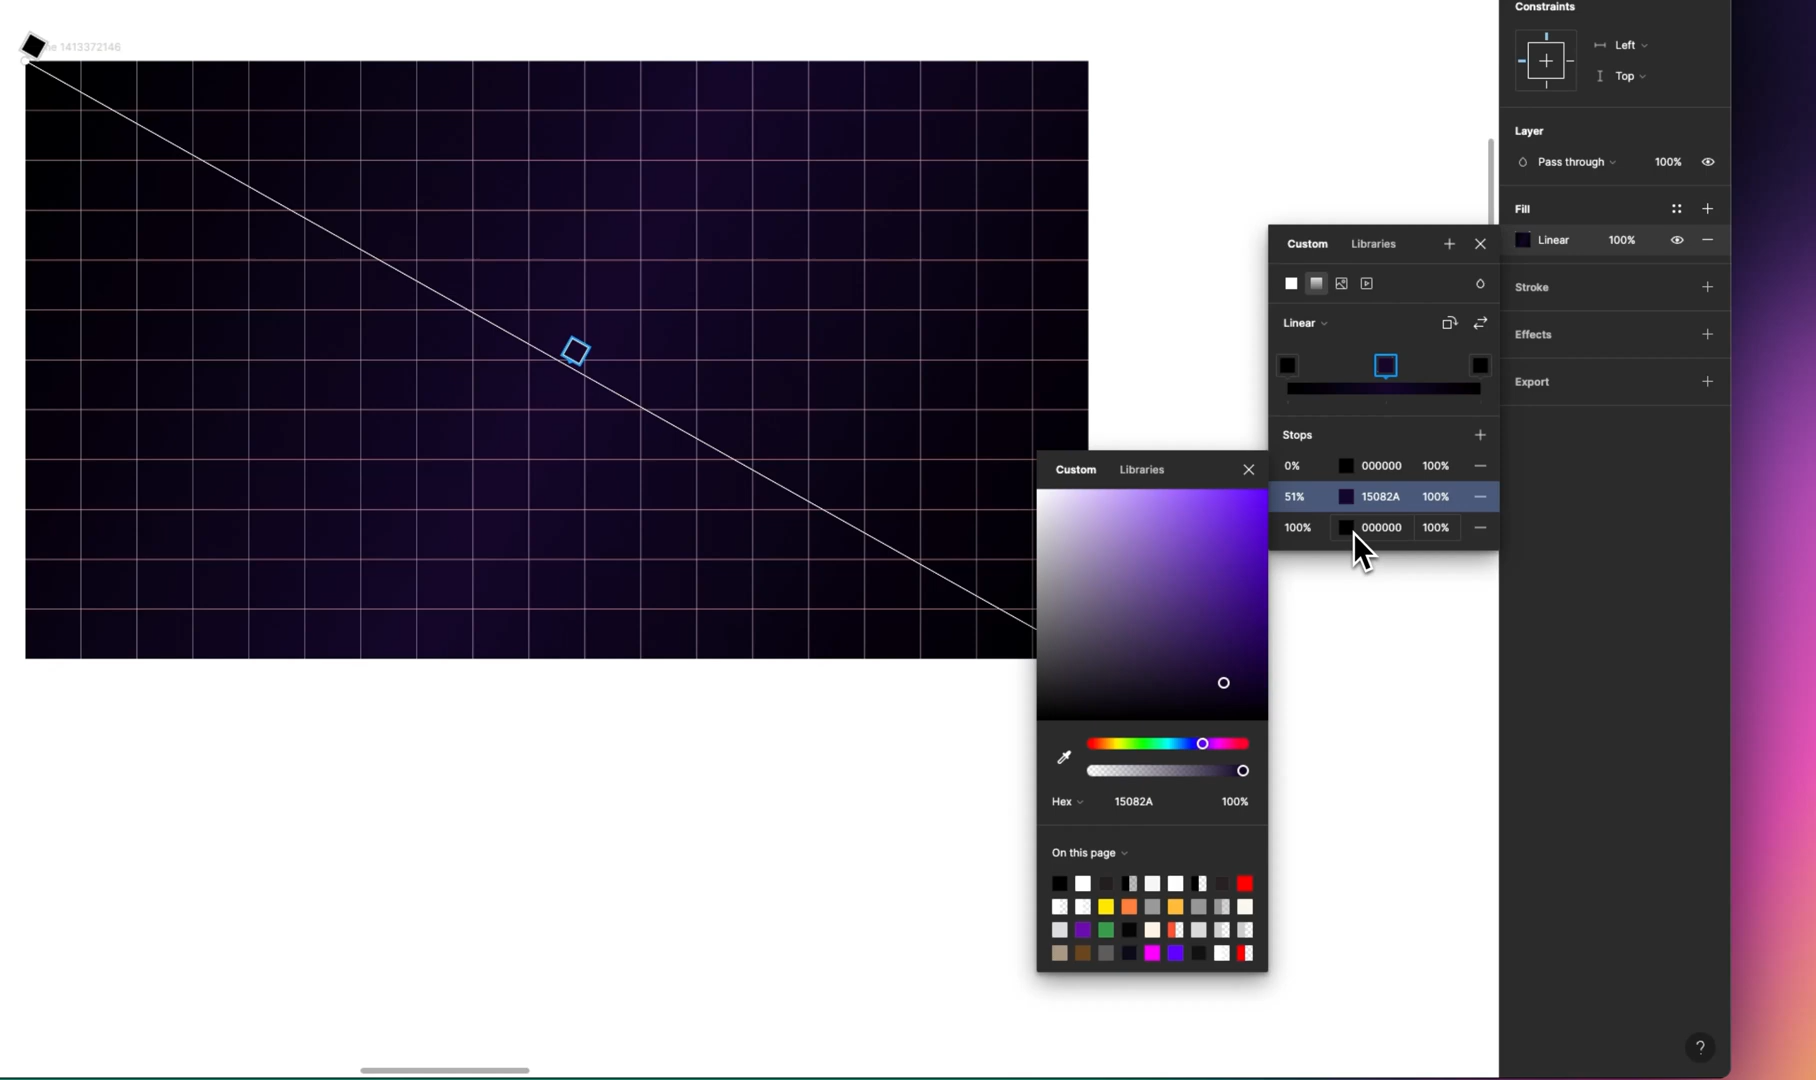 1413372146
Constraints
Left
Top
Layer
Pass through 100%
Fill
Linear 100%
Stroke
Effects
Export
Custom Libraries
Linear
Stops
0% 000000 100%
51% 15082A 100%
100% 000000 100%
Custom Libraries
Hex 15082A 100%
On this page
?